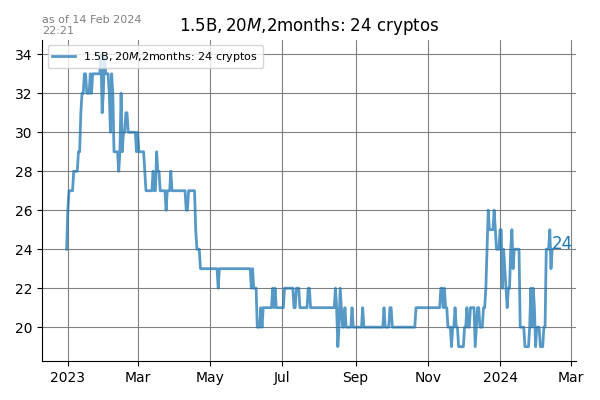 as of 14 Feb 2024
22:21
1.5B, 20M,2months: 24 cryptos
1.5B, 20M,2months: 24 cryptos
34
32
30
28
26
24
22
20
24
2023
Mar
May
Jul
Sep
Nov
2024
Mar